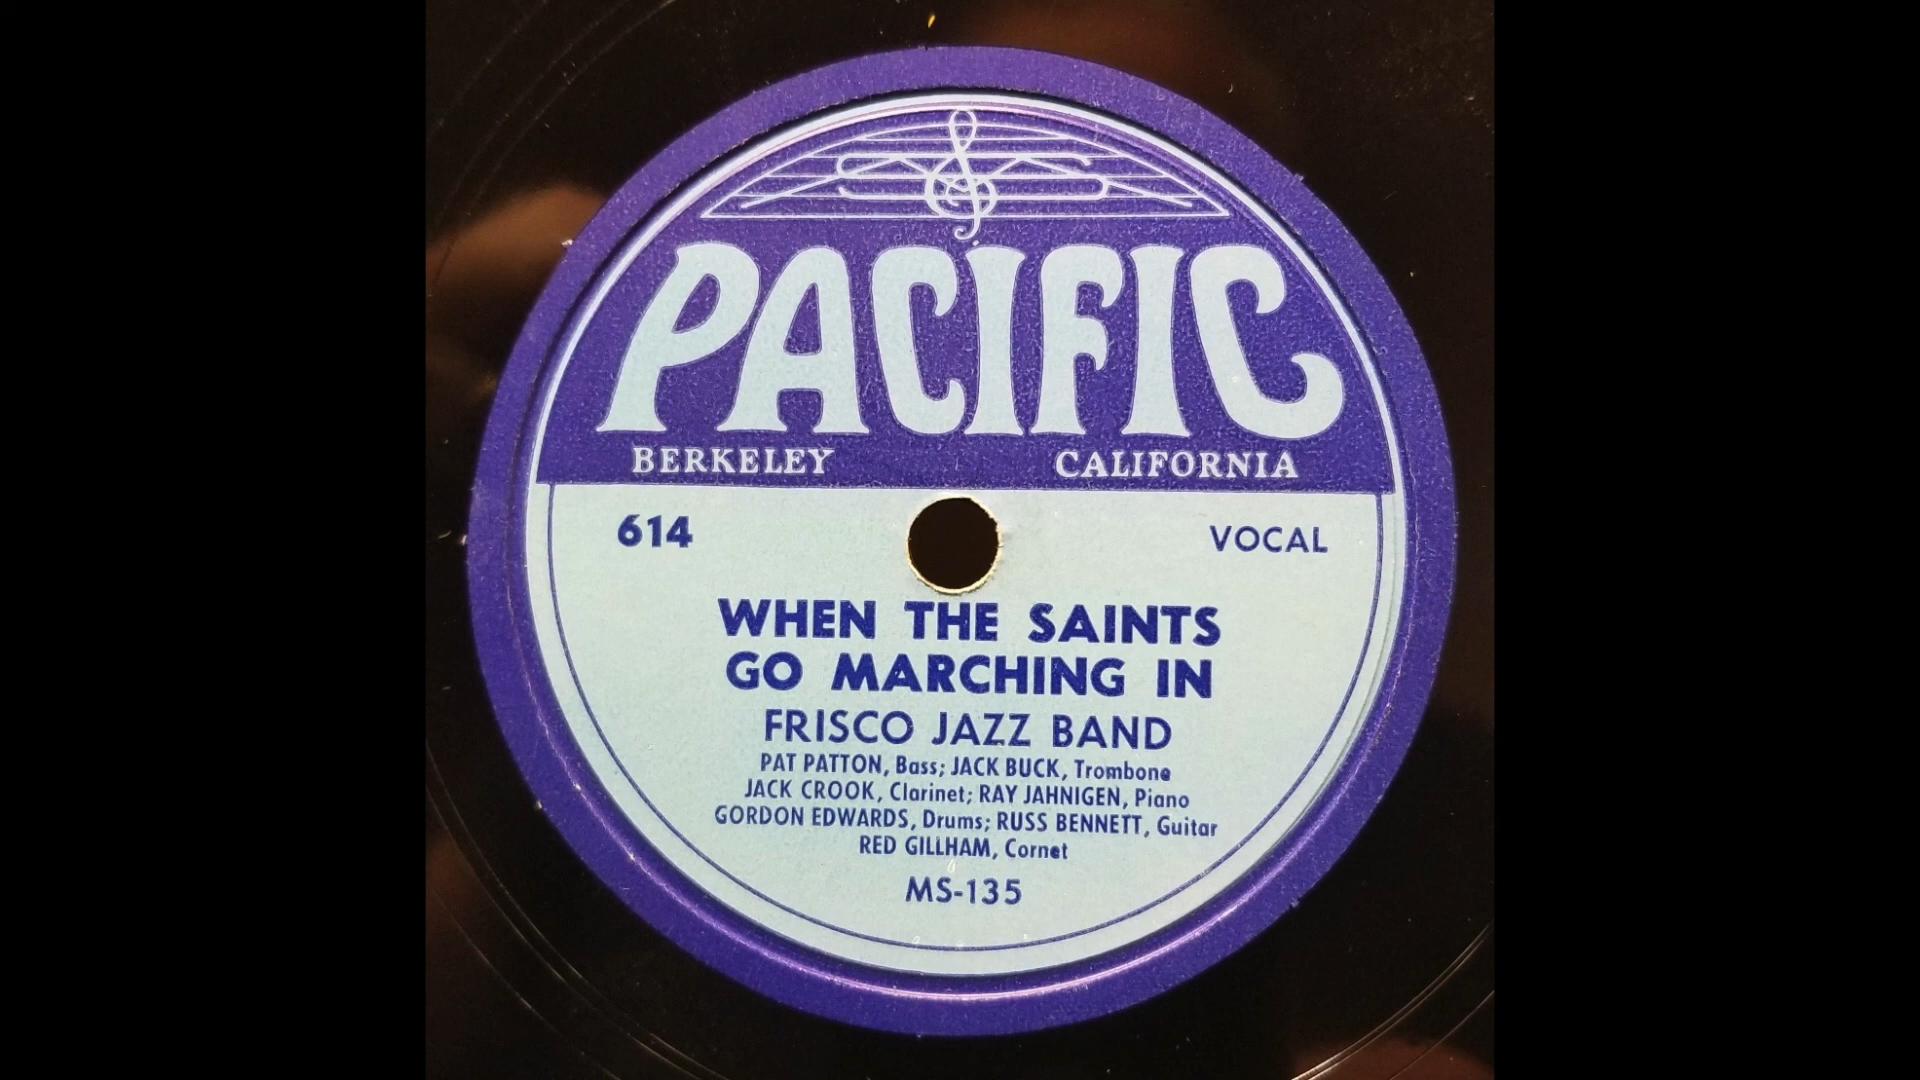 PACIFIC
BERKELEY CALIFORNIA
614 VOCAL
WHEN THE SAINTS
GO MARCHING IN
FRISCO JAZZ BAND
PAT PATTON, Bass; JACK BUCK, Trombone
JACK CROOK, Clarinet; RAY JAHNIGEN, Piano
GORDON EDWARDS, Drums; RUSS BENNETT, Guitar
RED GILLHAM, Cornet
MS-135